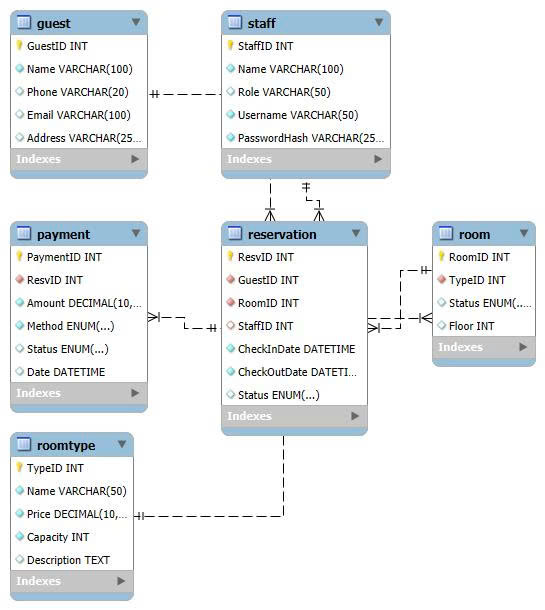 guest
GuestID INT
Name VARCHAR(100)
Phone VARCHAR(20)
Email VARCHAR(100)
Address VARCHAR(25...
Indexes
staff
StaffID INT
Name VARCHAR(100)
Role VARCHAR(50)
Username VARCHAR(50)
PasswordHash VARCHAR(25...
Indexes
payment
PaymentID INT
ResvID INT
Amount DECIMAL(10,...
Method ENUM(...)
Status ENUM(...)
Date DATETIME
Indexes
reservation
ResvID INT
GuestID INT
RoomID INT
StaffID INT
CheckInDate DATETIME
CheckOutDate DATETI...
Status ENUM(...)
Indexes
room
RoomID INT
TypeID INT
Status ENUM(...
Floor INT
Indexes
roomtype
TypeID INT
Name VARCHAR(50)
Price DECIMAL(10,...
Capacity INT
Description TEXT
Indexes